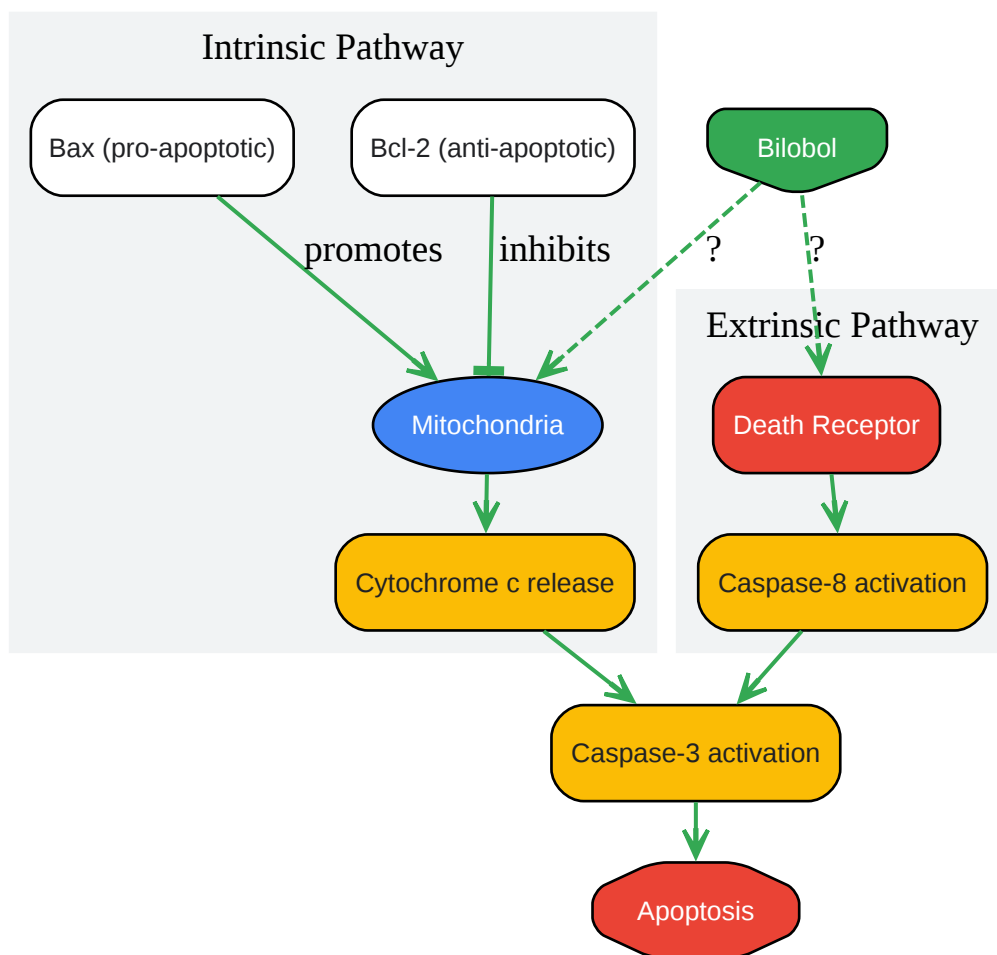 Intrinsic Pathway
Bax (pro-apoptotic)
Bcl-2 (anti-apoptotic)
Bilobol
promotes
inhibits
?
?
Extrinsic Pathway
Mitochondria
Death Receptor
Cytochrome c release
Caspase-8 activation
Caspase-3 activation
Apoptosis